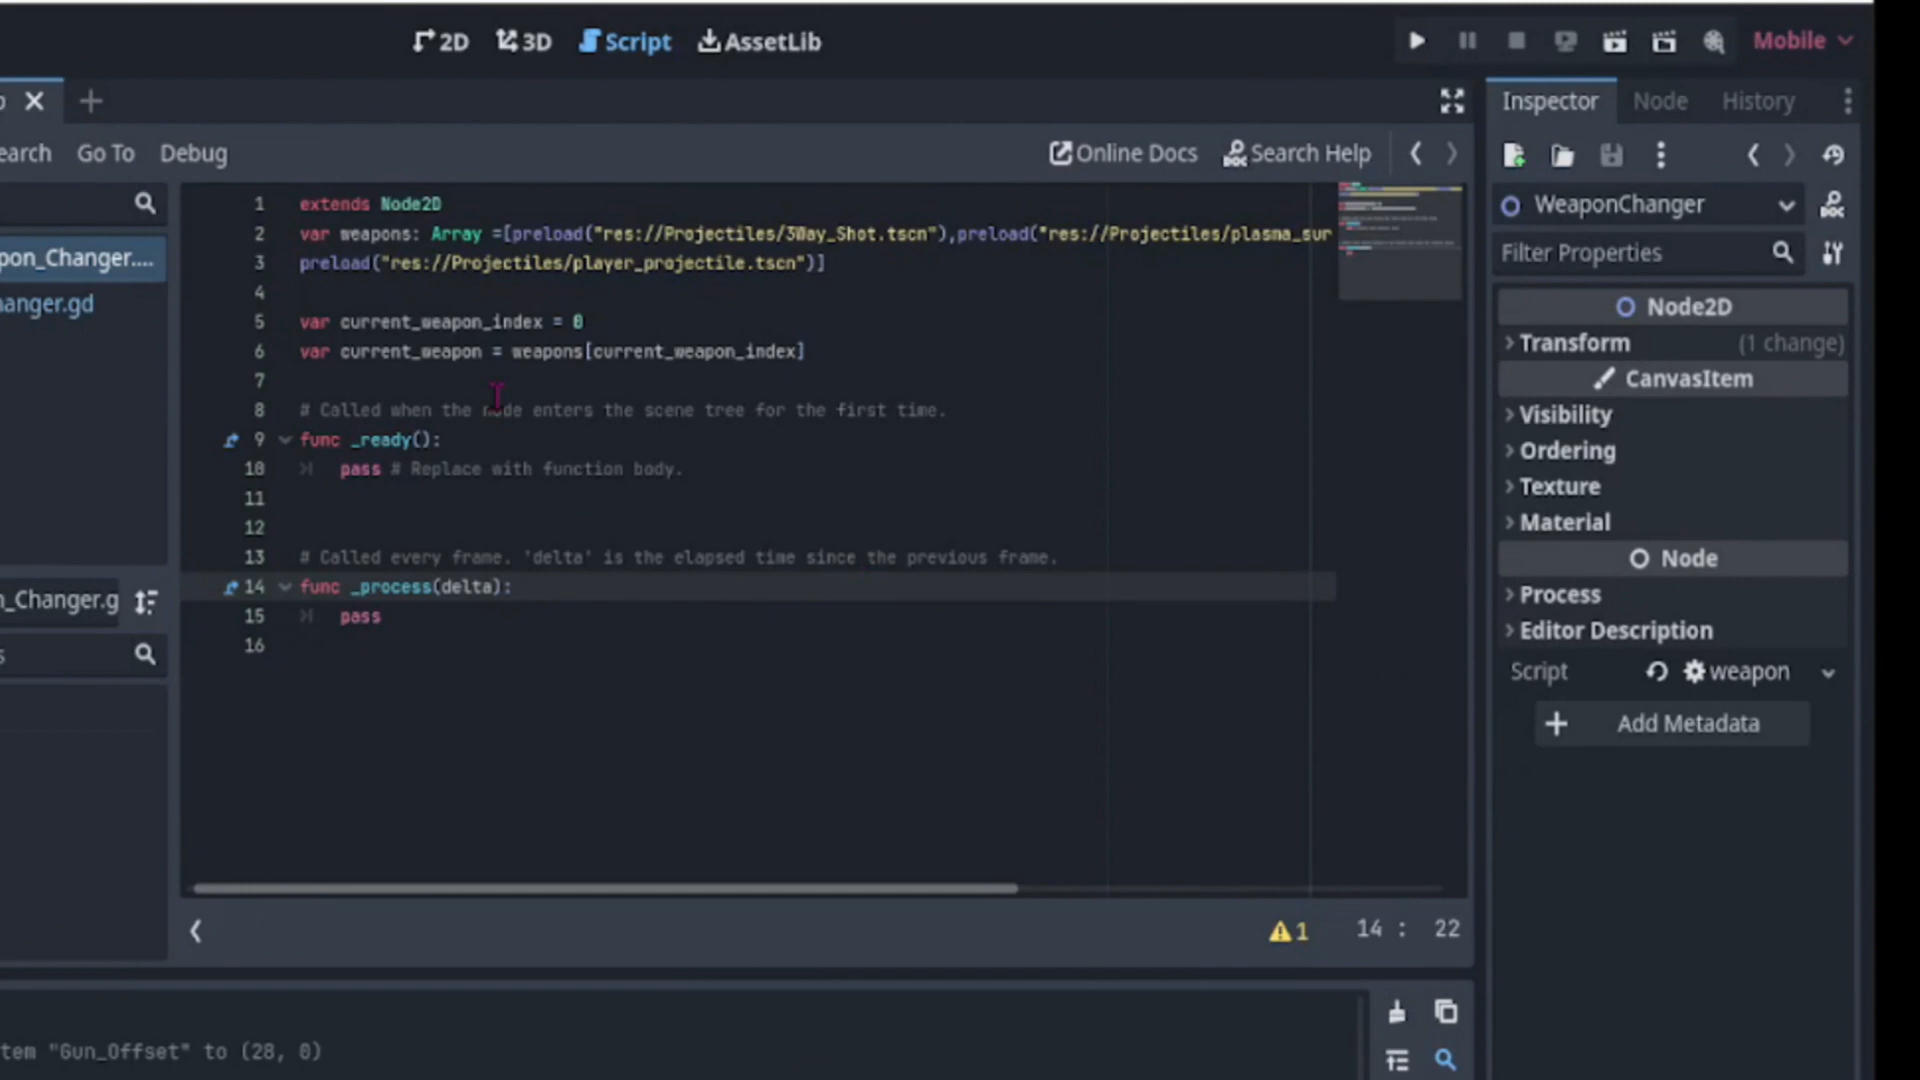 2D 3D Script AssetLib Mobile
Inspector Node History
earch Go To Debug Online Docs Search Help
1 extends Node2D
WeaponChanger
2 var weapons: Array =[preload("res://Projectiles/3Way_Shot.tscn"),preload("res://Projectiles/plasma_sur
pon_Changer....
Filter Properties
3 preload("res://Projectiles/player_projectile.tscn")]
4
hanger.gd
Node2D
5 var current_weapon_index = 0
Transform (1 change)
6 var current_weapon = weapons[current_weapon_index]
7
CanvasItem
8 # Called when the node enters the scene tree for the first time.
Visibility
9 func _ready():
Ordering
10 pass # Replace with function body.
Texture
11
Material
12
13 # Called every frame. 'delta' is the elapsed time since the previous frame.
Node
14 func _process(delta):
Process
n_Changer.g
15 pass
Editor Description
16
s
Script weapon
Add Metadata
1 14 : 22
tem "Gun_Offset" to (28, 0)